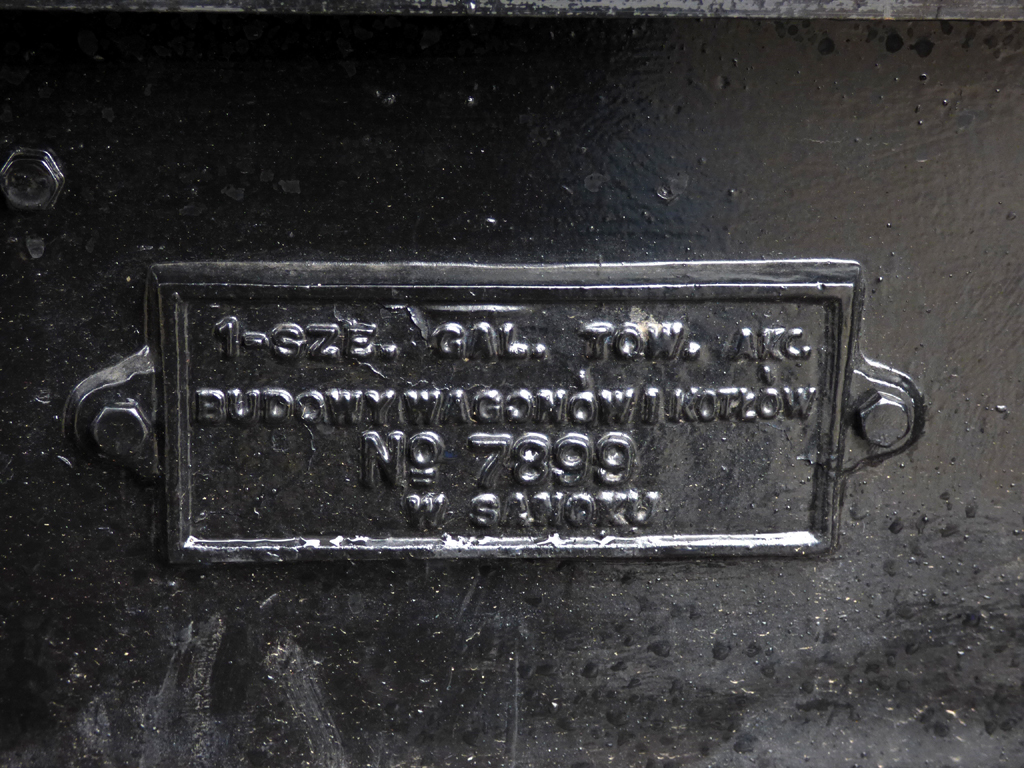 1-SZE. GAL. TOW. AKC.
BUDOWY WAGONÓW I KOTŁÓW
Nº 7899
W. SANOKU